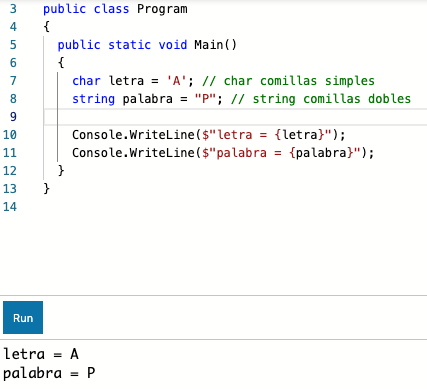 3 public class Program
4 {
5 public static void Main()
6 {
7 char letra = 'A'; // char comillas simples
8 string palabra = "P"; // string comillas dobles
9
10 Console.WriteLine($"letra = {letra}");
11 Console.WriteLine($"palabra = {palabra}");
12 }
13 }
14
Run
letra = A
palabra = P